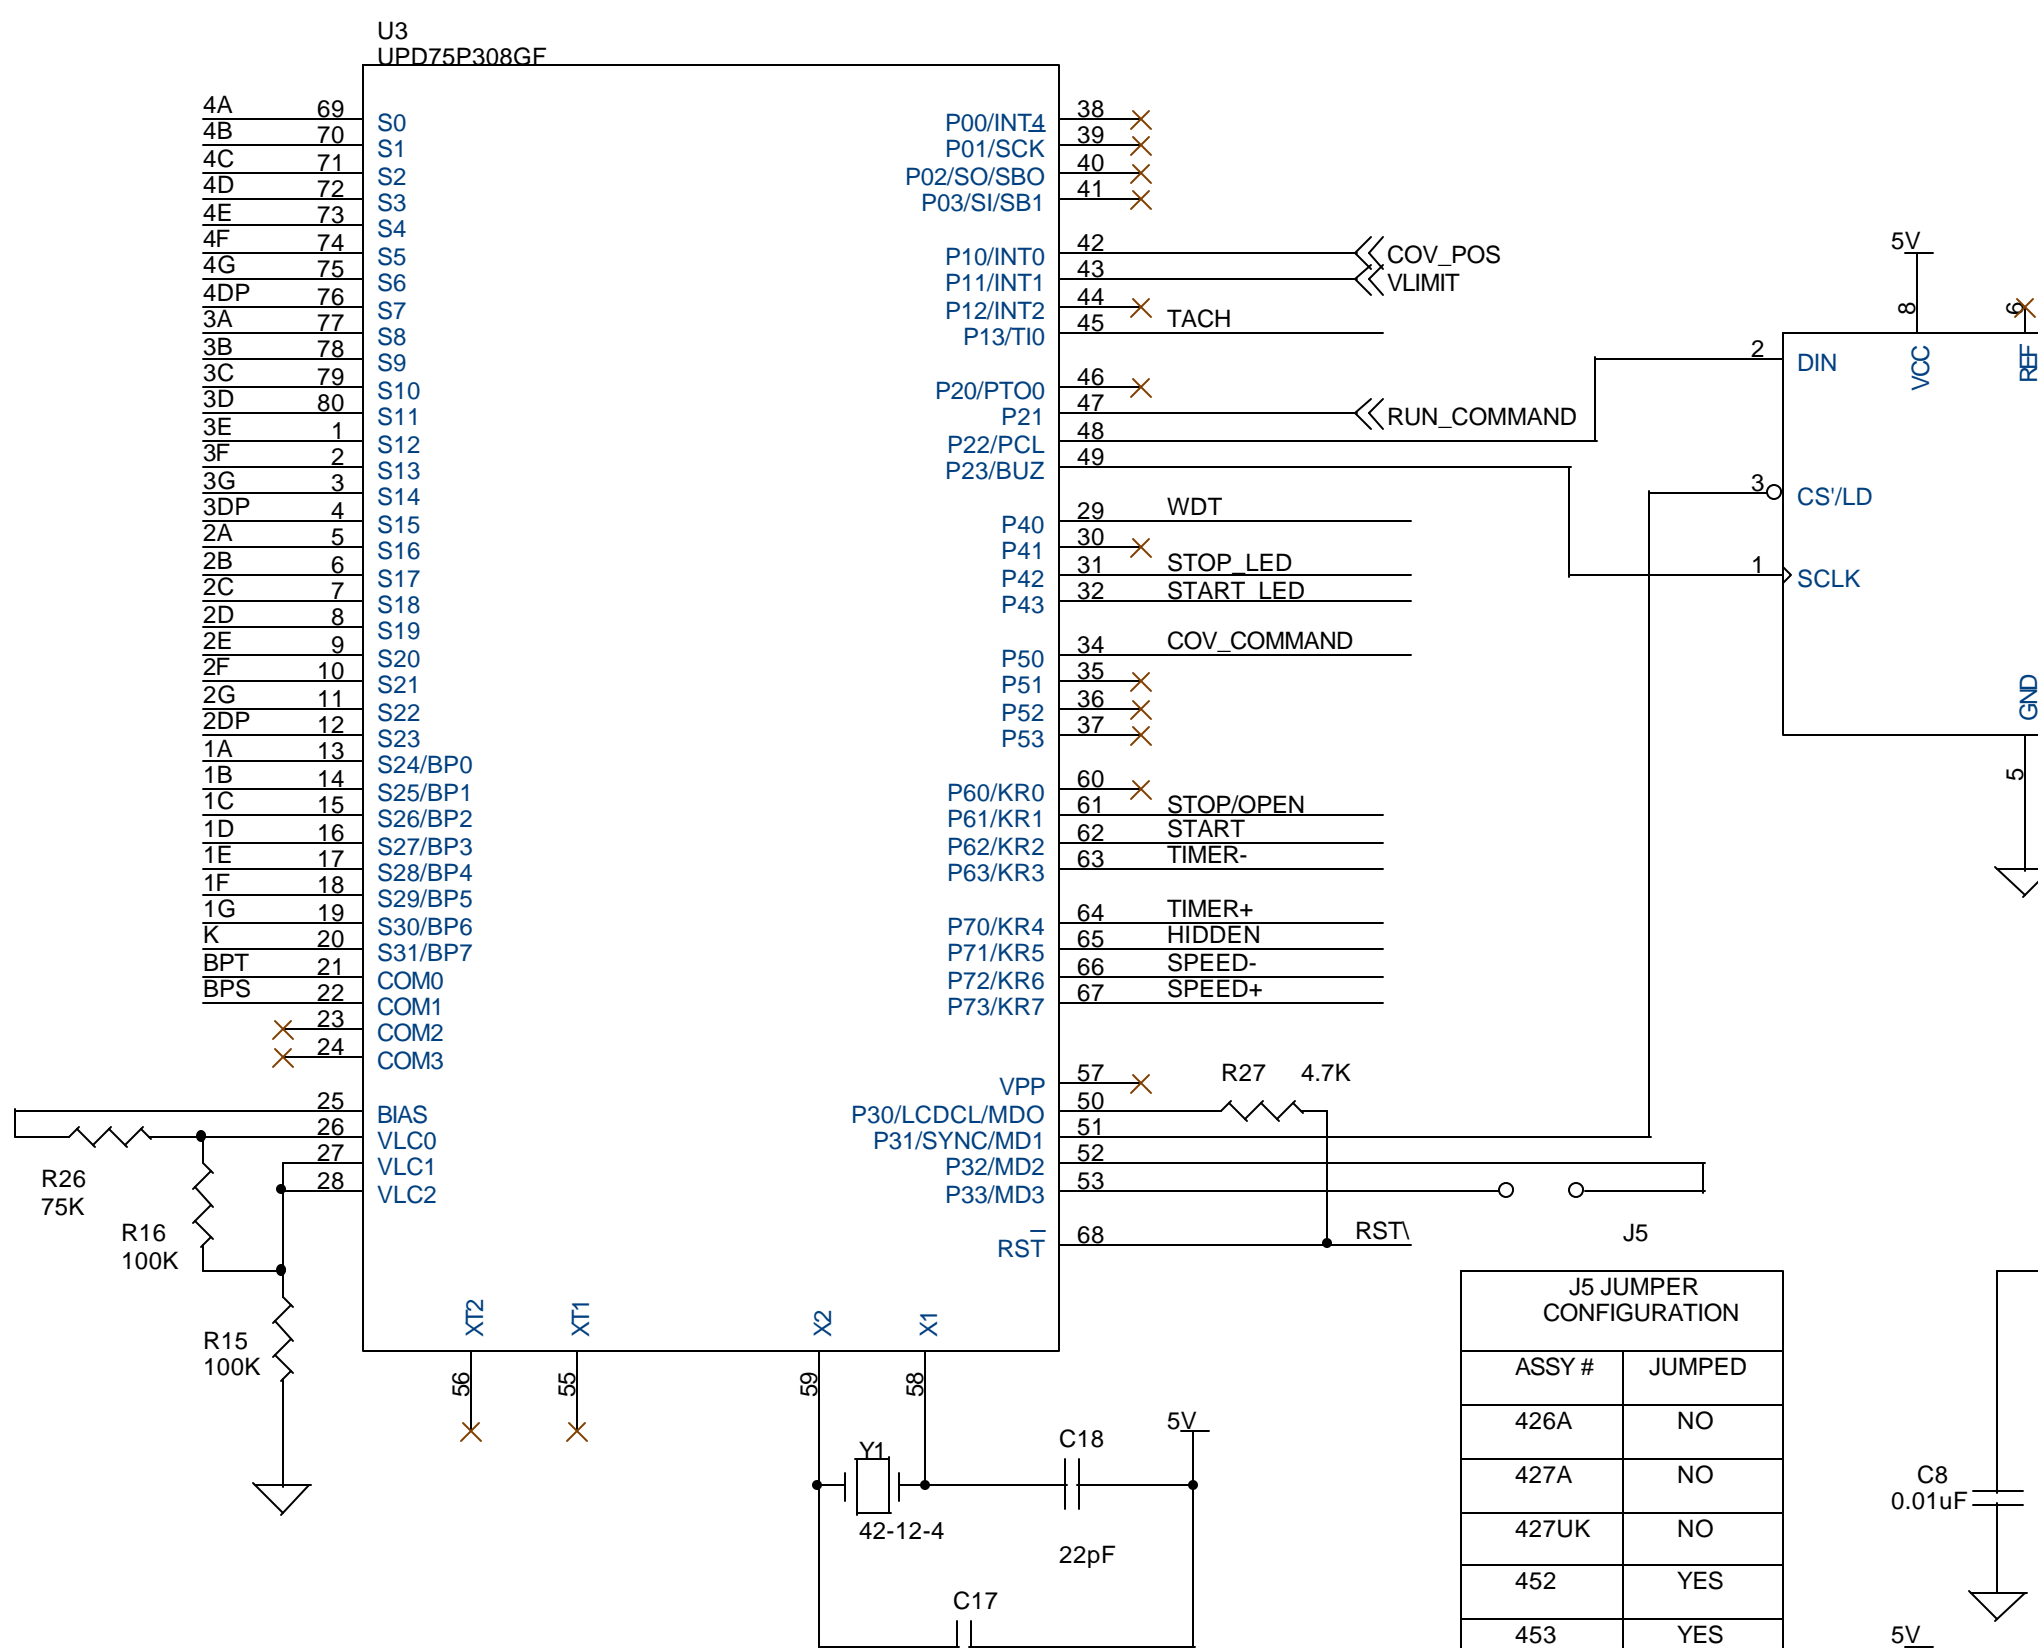 U3
UPD75P308GF
4A 69 S0
4B 70 S1
4C 71 S2
4D 72 S3
4E 73 S4
4F 74 S5
4G 75 S6
4DP 76 S7
3A 77 S8
3B 78 S9
3C 79 S10
3D 80 S11
3E 1 S12
3F 2 S13
3G 3 S14
3DP 4 S15
2A 5 S16
2B 6 S17
2C 7 S18
2D 8 S19
2E 9 S20
2F 10 S21
2G 11 S22
2DP 12 S23
1A 13 S24/BP0
1B 14 S25/BP1
1C 15 S26/BP2
1D 16 S27/BP3
1E 17 S28/BP4
1F 18 S29/BP5
1G 19 S30/BP6
K 20 S31/BP7
BPT 21 COM0
BPS 22 COM1
23 COM2
24 COM3
25 BIAS
26 VLC0
27 VLC1
28 VLC2
R26
75K
R16
100K
R15
100K
P00/INT4 38
P01/SCK 39
P02/SO/SBO 40
P03/SI/SB1 41
P10/INT0 42 COV_POS
P11/INT1 43 VLIMIT
P12/INT2 44
P13/TI0 45 TACH
P20/PTO0 46
P21 47 RUN_COMMAND
P22/PCL 48
P23/BUZ 49
P40 29 WDT
P41 30
P42 31 STOP_LED
P43 32 START_LED
P50 34 COV_COMMAND
P51 35
P52 36
P53 37
P60/KR0 60
P61/KR1 61 STOP/OPEN
P62/KR2 62 START
P63/KR3 63 TIMER-
P70/KR4 64 TIMER+
P71/KR5 65 HIDDEN
P72/KR6 66 SPEED-
P73/KR7 67 SPEED+
VPP 57
R27 4.7K
P30/LCDCL/MDO 50
P31/SYNC/MD1 51
P32/MD2 52
P33/MD3 53
RST 68 RST\
J5
XT2 XT1 X2 X1
56 55 59 58
Y1
42-12-4
C18
22pF
5V
C17
5V
8 6
VCC REF
2 DIN
3 CS'/LD
1 SCLK
GND
5
J5 JUMPER
CONFIGURATION
ASSY # JUMPED
426A NO
427A NO
427UK NO
452 YES
453 YES
C8
0.01uF
5V